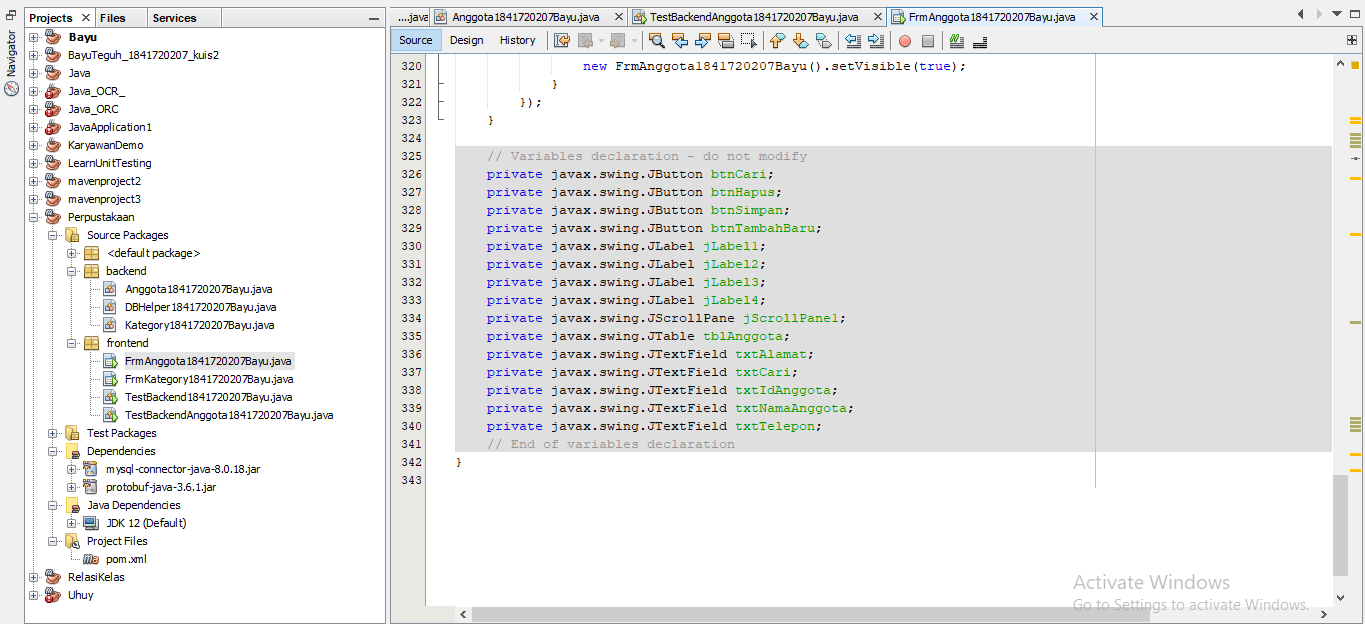 Navigator
Projects
Files
Services
Bayu
BayuTeguh_1841720207_kuis2
Java
Java_OCR_
Java_ORC
JavaApplication1
KaryawanDemo
LearnUnitTesting
mavenproject2
mavenproject3
Perpustakaan
Source Packages
<default package>
backend
Anggota1841720207Bayu.java
DBHelper1841720207Bayu.java
Kategory1841720207Bayu.java
frontend
FrmAnggota1841720207Bayu.java
FrmKategory1841720207Bayu.java
TestBackend1841720207Bayu.java
TestBackendAnggota1841720207Bayu.java
Test Packages
Dependencies
mysql-connector-java-8.0.18.jar
protobuf-java-3.6.1.jar
Java Dependencies
JDK 12 (Default)
Project Files
pom.xml
RelasiKelas
Uhuy
...java
Anggota1841720207Bayu.java
TestBackendAnggota1841720207Bayu.java
FrmAnggota1841720207Bayu.java
Source Design History
320 new FrmAnggota1841720207Bayu().setVisible(true);
321 }
322 });
323 }
324
325 // Variables declaration - do not modify
326 private javax.swing.JButton btnCari;
327 private javax.swing.JButton btnHapus;
328 private javax.swing.JButton btnSimpan;
329 private javax.swing.JButton btnTambahBaru;
330 private javax.swing.JLabel jLabel1;
331 private javax.swing.JLabel jLabel2;
332 private javax.swing.JLabel jLabel3;
333 private javax.swing.JLabel jLabel4;
334 private javax.swing.JScrollPane jScrollPane1;
335 private javax.swing.JTable tblAnggota;
336 private javax.swing.JTextField txtAlamat;
337 private javax.swing.JTextField txtCari;
338 private javax.swing.JTextField txtIdAnggota;
339 private javax.swing.JTextField txtNamaAnggota;
340 private javax.swing.JTextField txtTelepon;
341 // End of variables declaration
342 }
343
Activate Windows
Go to Settings to activate Windows.